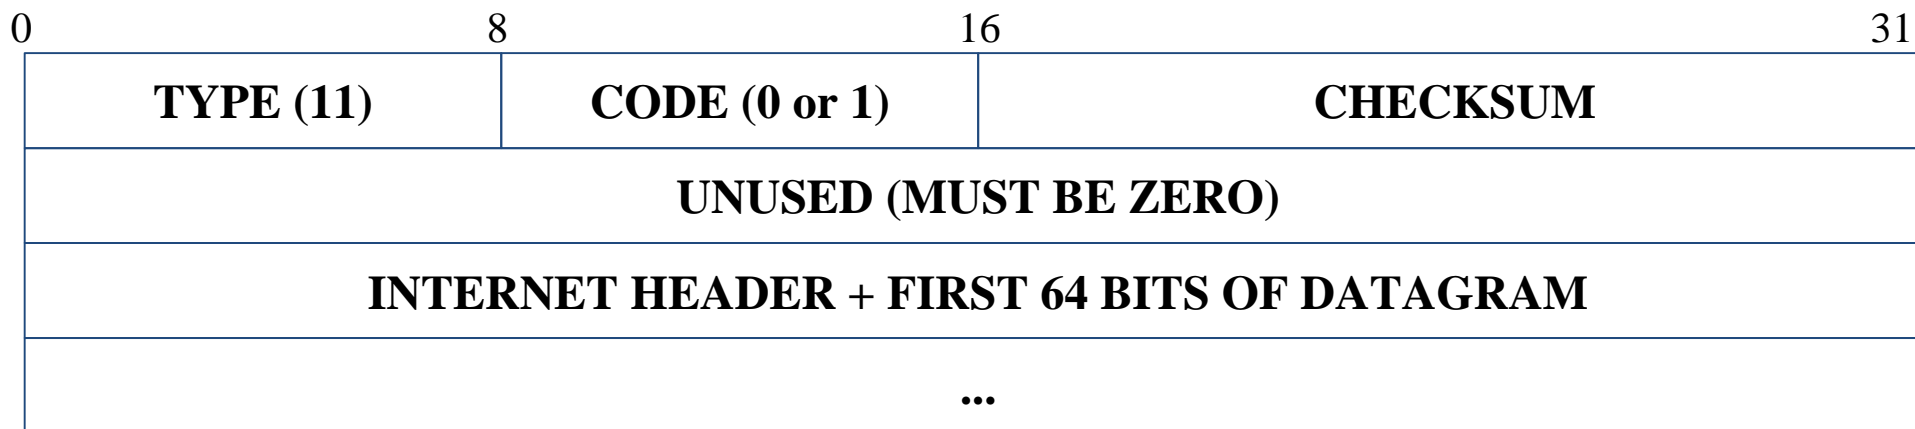 0 8 16 31
TYPE (11) CODE (0 or 1) CHECKSUM
UNUSED (MUST BE ZERO)
INTERNET HEADER + FIRST 64 BITS OF DATAGRAM
...